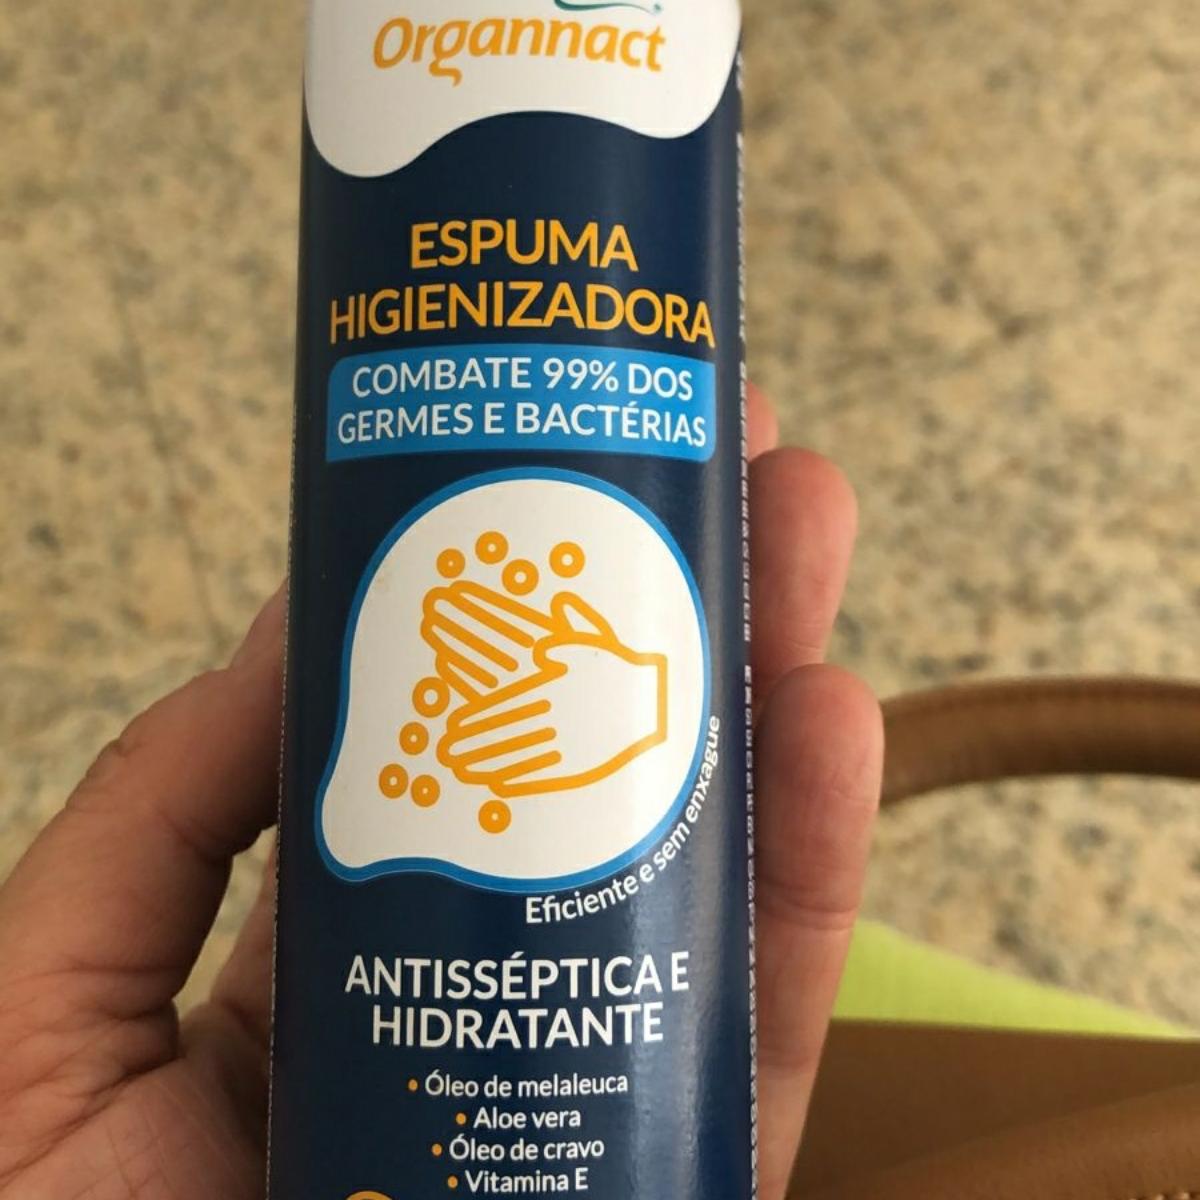 Organnact
ESPUMA
HIGIENIZADORA
COMBATE 99% DOS
GERMES E BACTÉRIAS
Eficiente e sem enxague
ANTISSÉPTICA E
HIDRATANTE
• Óleo de melaleuca
• Aloe vera
• Óleo de cravo
• Vitamina E